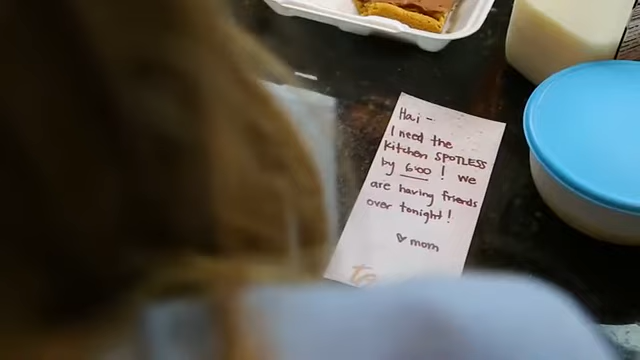 Hai -
I need the
kitchen SPOTLESS
by 6:00! we
are having friends
over tonight!
♡ mom